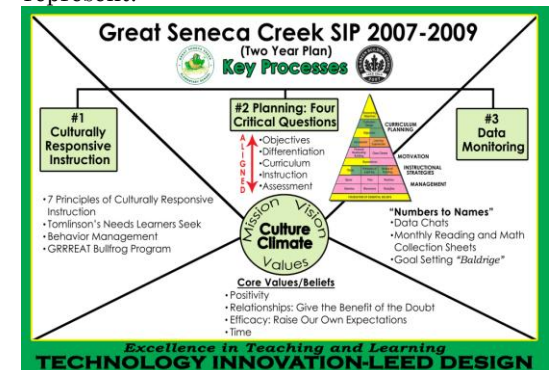 Great Seneca Creek SIP 2007-2009
(Two Year Plan)
Key Processes
#1
Culturally
Responsive
Instruction
#2 Planning: Four
Critical Questions
#3
Data
Monitoring
ALIGNED
•Objectives
•Differentiation
•Curriculum
•Instruction
•Assessment
CURRICULUM
PLANNING
MOTIVATION
INSTRUCTIONAL
STRATEGIES
MANAGEMENT
• 7 Principles of Culturally Responsive
Instruction
• Tomlinson's Needs Learners Seek
• Behavior Management
• GRRREAT Bullfrog Program
Mission Vision
Culture
Climate
Values
"Numbers to Names"
• Data Chats
• Monthly Reading and Math
Collection Sheets
• Goal Setting "Baldrige"
Core Values/Beliefs
• Positivity
• Relationships: Give the Benefit of the Doubt
• Efficacy: Raise Our Own Expectations
• Time
Excellence in Teaching and Learning
TECHNOLOGY INNOVATION-LEED DESIGN